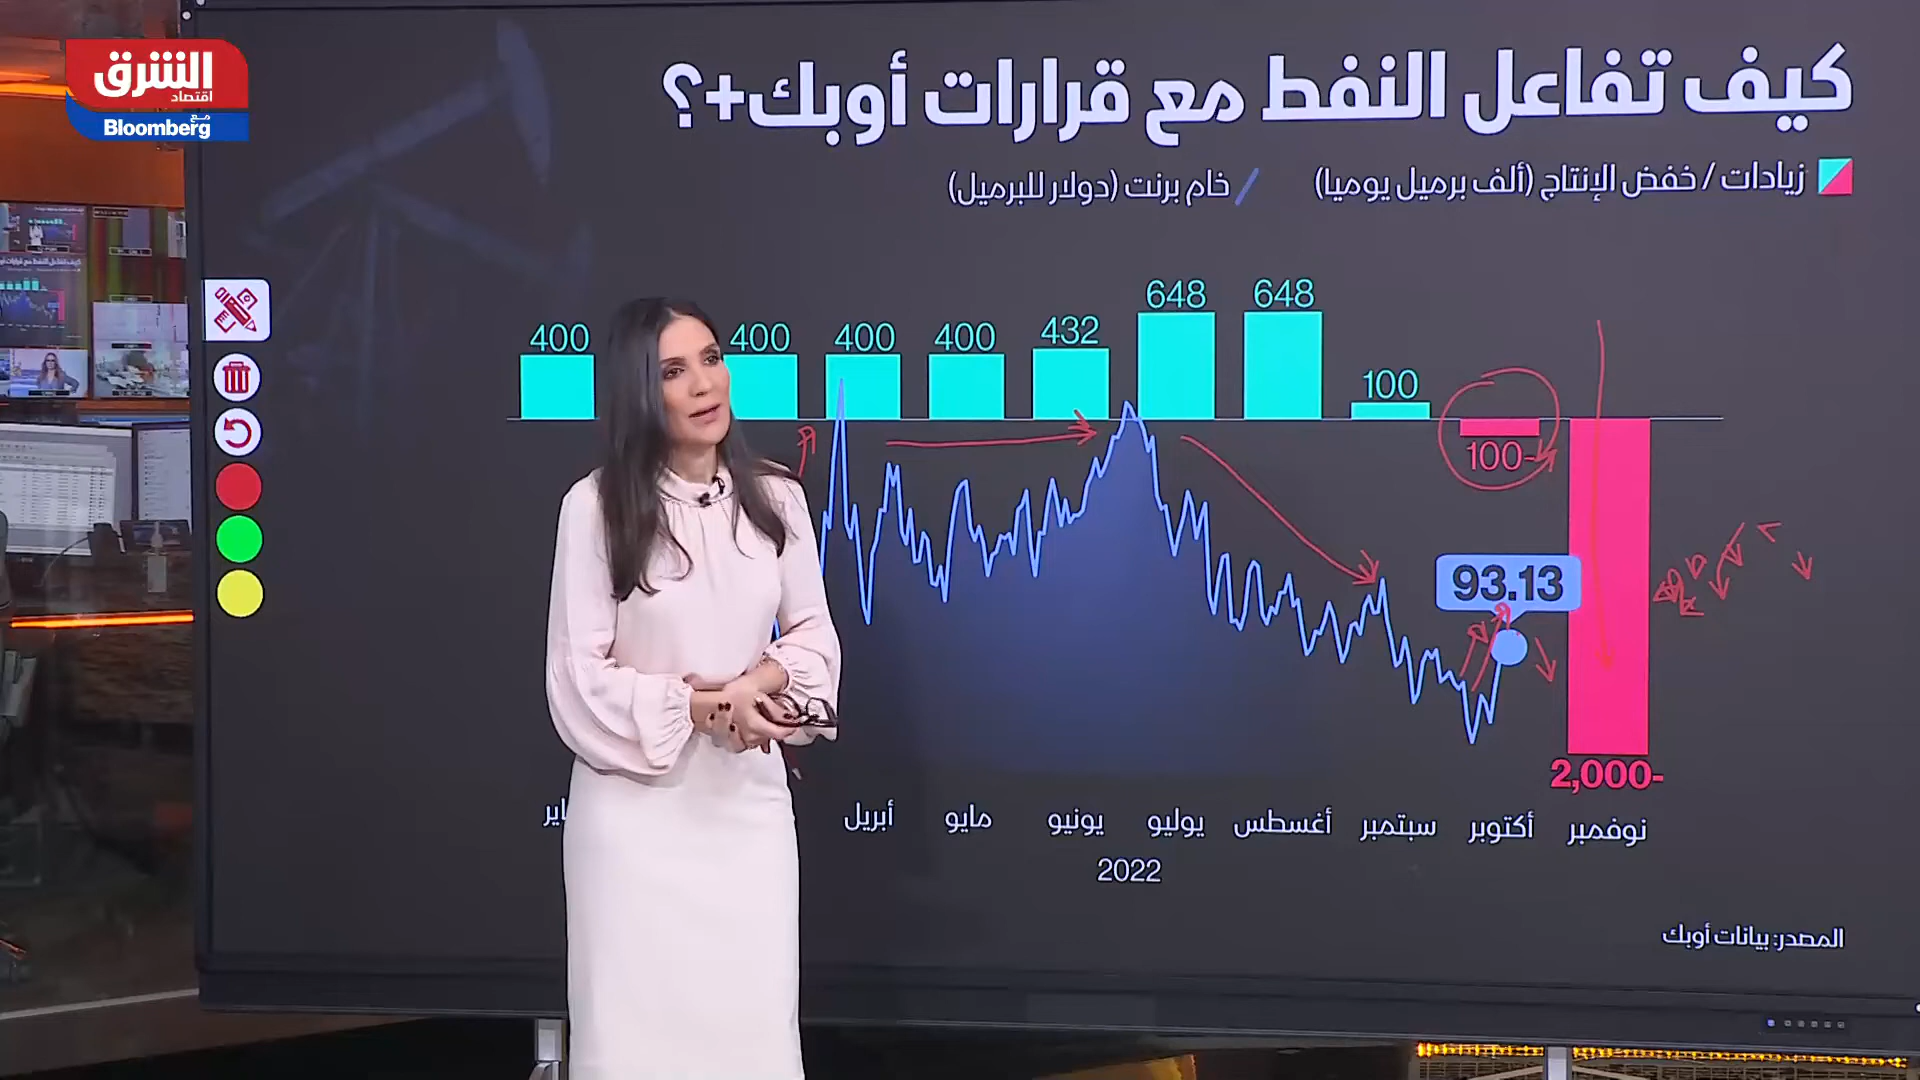 الشرق
اقتصاد
مع
Bloomberg
كيف تفاعل النفط مع قرارات أوبك+؟
زيادات / خفض الإنتاج (ألف برميل يوميا) خام برنت (دولار للبرميل)
400 400 400 400 432 648 648 100
100-
93.13
2,000-
أبريل مايو يونيو يوليو أغسطس سبتمبر أكتوبر نوفمبر
2022
المصدر: بيانات أوبك